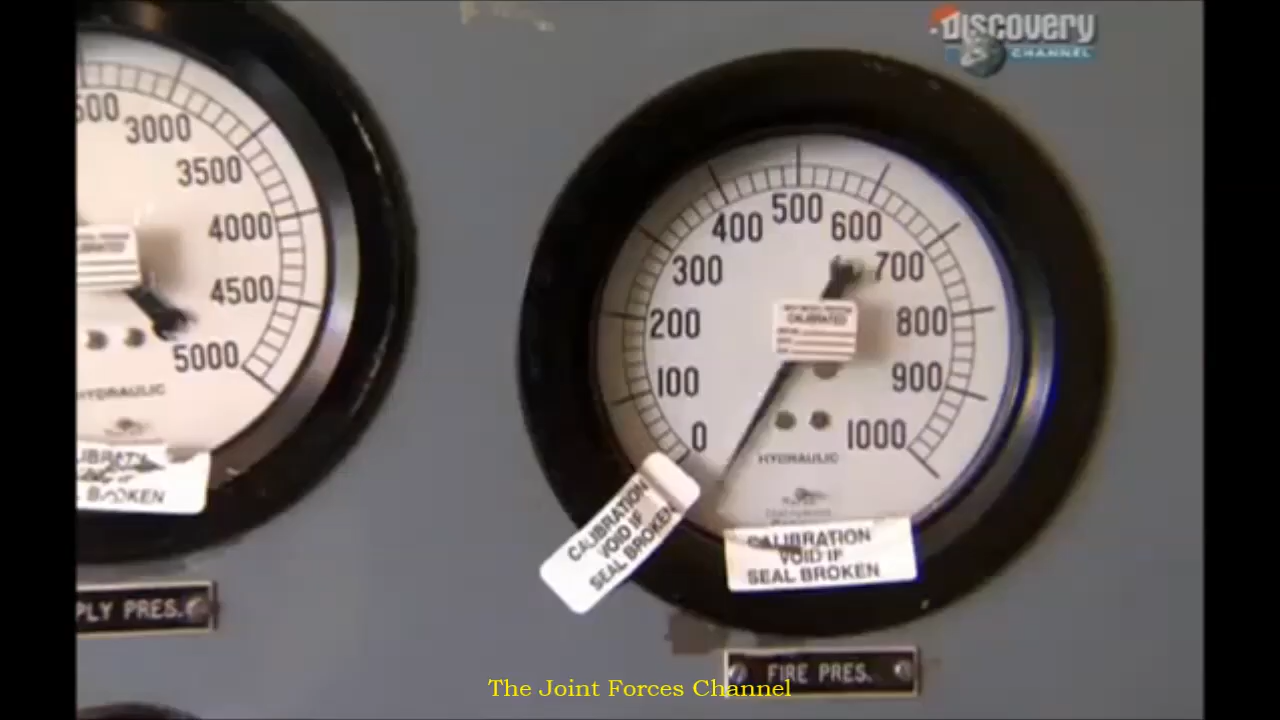 Discovery
CHANNEL
500
3000
3500
4000
4500
5000
HYDRAULIC
BROKEN
PLY PRES.
0
100
200
300
400
500
600
700
800
900
1000
CALIBRATED
HYDRAULIC
CALIBRATION
VOID IF
SEAL BROKEN
CALIBRATION
VOID IF
SEAL BROKEN
FIRE PRES.
The Joint Forces Channel